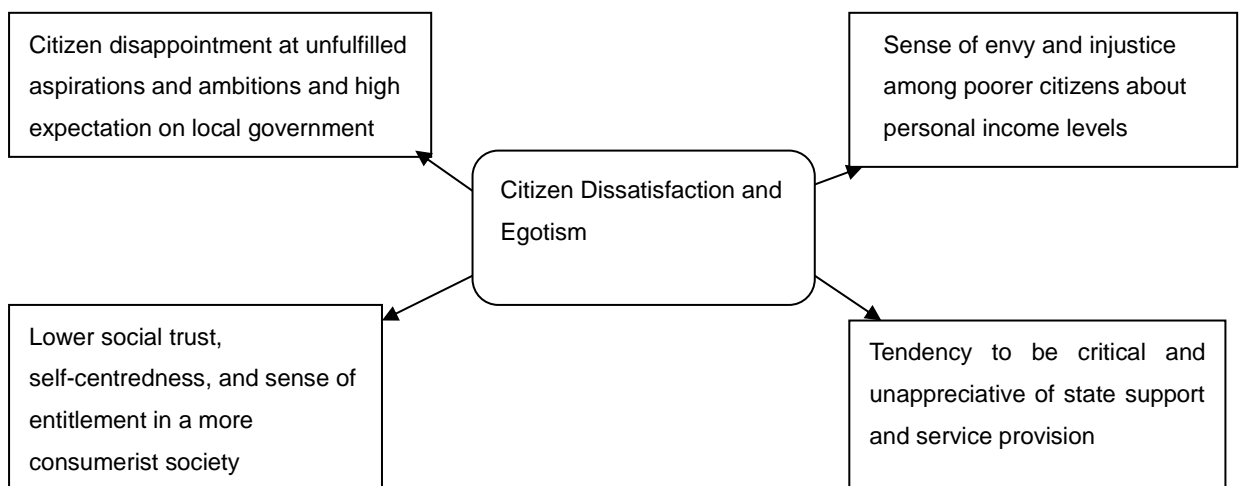 Citizen disappointment at unfulfilled
aspirations and ambitions and high
expectation on local government
Sense of envy and injustice
among poorer citizens about
personal income levels
Citizen Dissatisfaction and
Egotism
Lower social trust,
self-centredness, and sense of
entitlement in a more
consumerist society
Tendency to be critical and
unappreciative of state support
and service provision